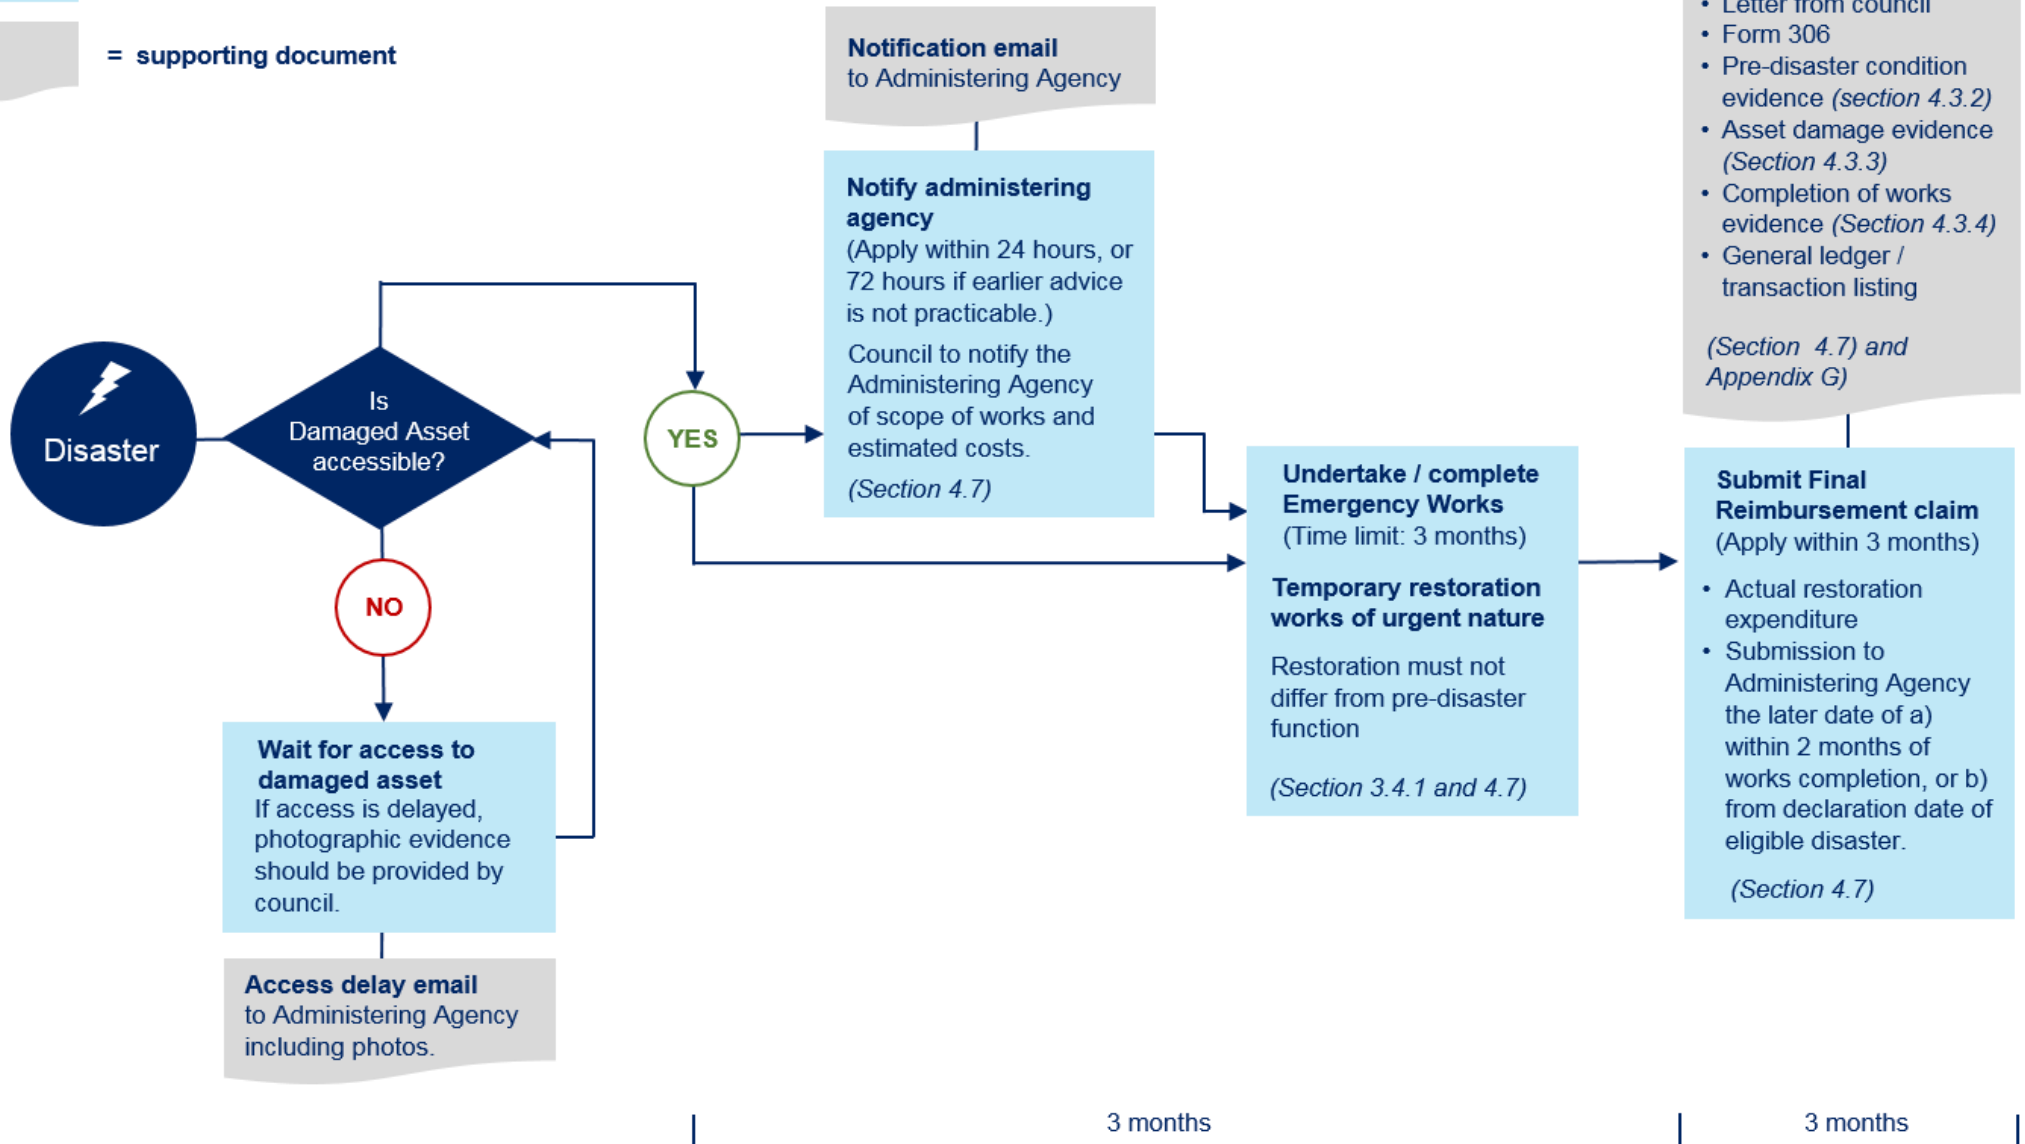 = supporting document
Notification email
to Administering Agency
Notify administering
agency
(Apply within 24 hours, or
72 hours if earlier advice
is not practicable.)
Council to notify the
Administering Agency
of scope of works and
estimated costs.
(Section 4.7)
Disaster
Is
Damaged Asset
accessible?
YES
NO
Wait for access to
damaged asset
If access is delayed,
photographic evidence
should be provided by
council.
Access delay email
to Administering Agency
including photos.
Undertake / complete
Emergency Works
(Time limit: 3 months)
Temporary restoration
works of urgent nature
Restoration must not
differ from pre-disaster
function
(Section 3.4.1 and 4.7)
• Letter from council
• Form 306
• Pre-disaster condition
evidence (section 4.3.2)
• Asset damage evidence
(Section 4.3.3)
• Completion of works
evidence (Section 4.3.4)
• General ledger /
transaction listing
(Section 4.7) and
Appendix G)
Submit Final
Reimbursement claim
(Apply within 3 months)
• Actual restoration
expenditure
• Submission to
Administering Agency
the later date of a)
within 2 months of
works completion, or b)
from declaration date of
eligible disaster.
(Section 4.7)
3 months
3 months